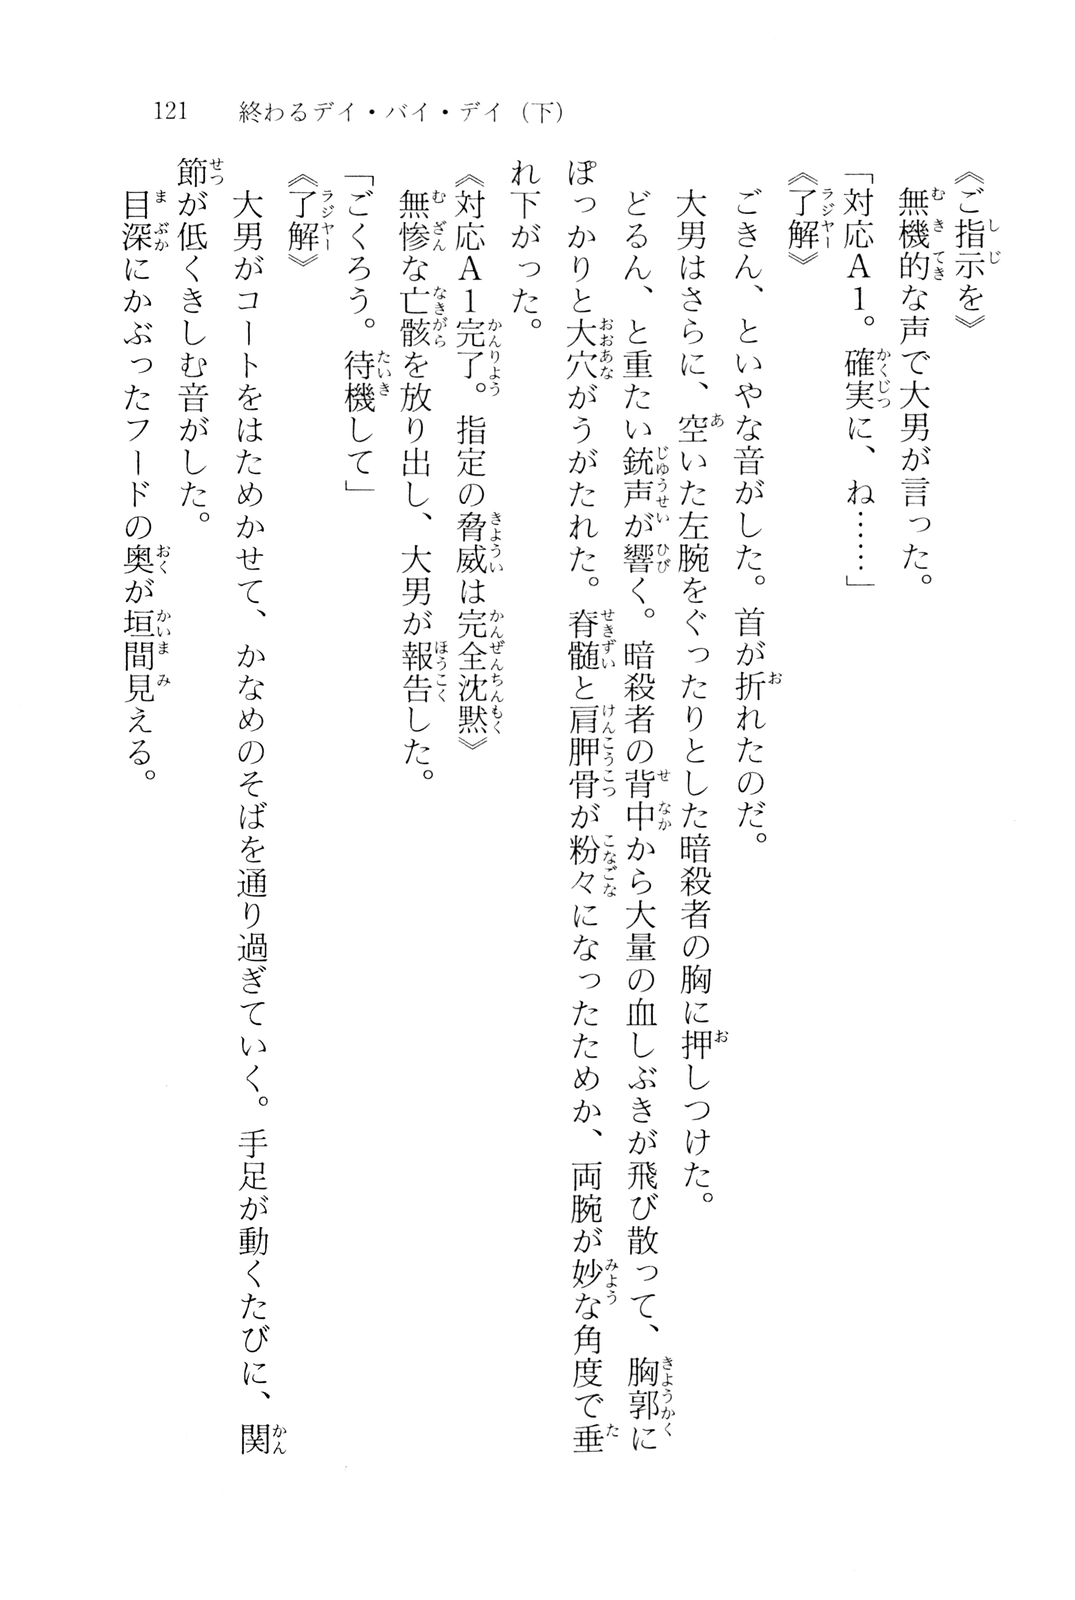 121　終わるデイ・バイ・デイ（下）
《ご指示を》
無機的な声で大男が言った。
「対応Ａ１。確実に、ね……」
《了解》
ごきん、といやな音がした。首が折れたのだ。
大男はさらに、空いた左腕をぐったりとした暗殺者の胸に押しつけた。
どるん、と重たい銃声が響く。暗殺者の背中から大量の血しぶきが飛び散って、胸郭に
ぽっかりと大穴がうがたれた。脊髄と肩胛骨が粉々になったためか、両腕が妙な角度で垂
れ下がった。
《対応Ａ１完了。指定の脅威は完全沈黙》
無惨な亡骸を放り出し、大男が報告した。
「ごくろう。待機して」
《了解》
大男がコートをはためかせて、かなめのそばを通り過ぎていく。手足が動くたびに、関
節が低くきしむ音がした。
目深にかぶったフードの奥が垣間見える。